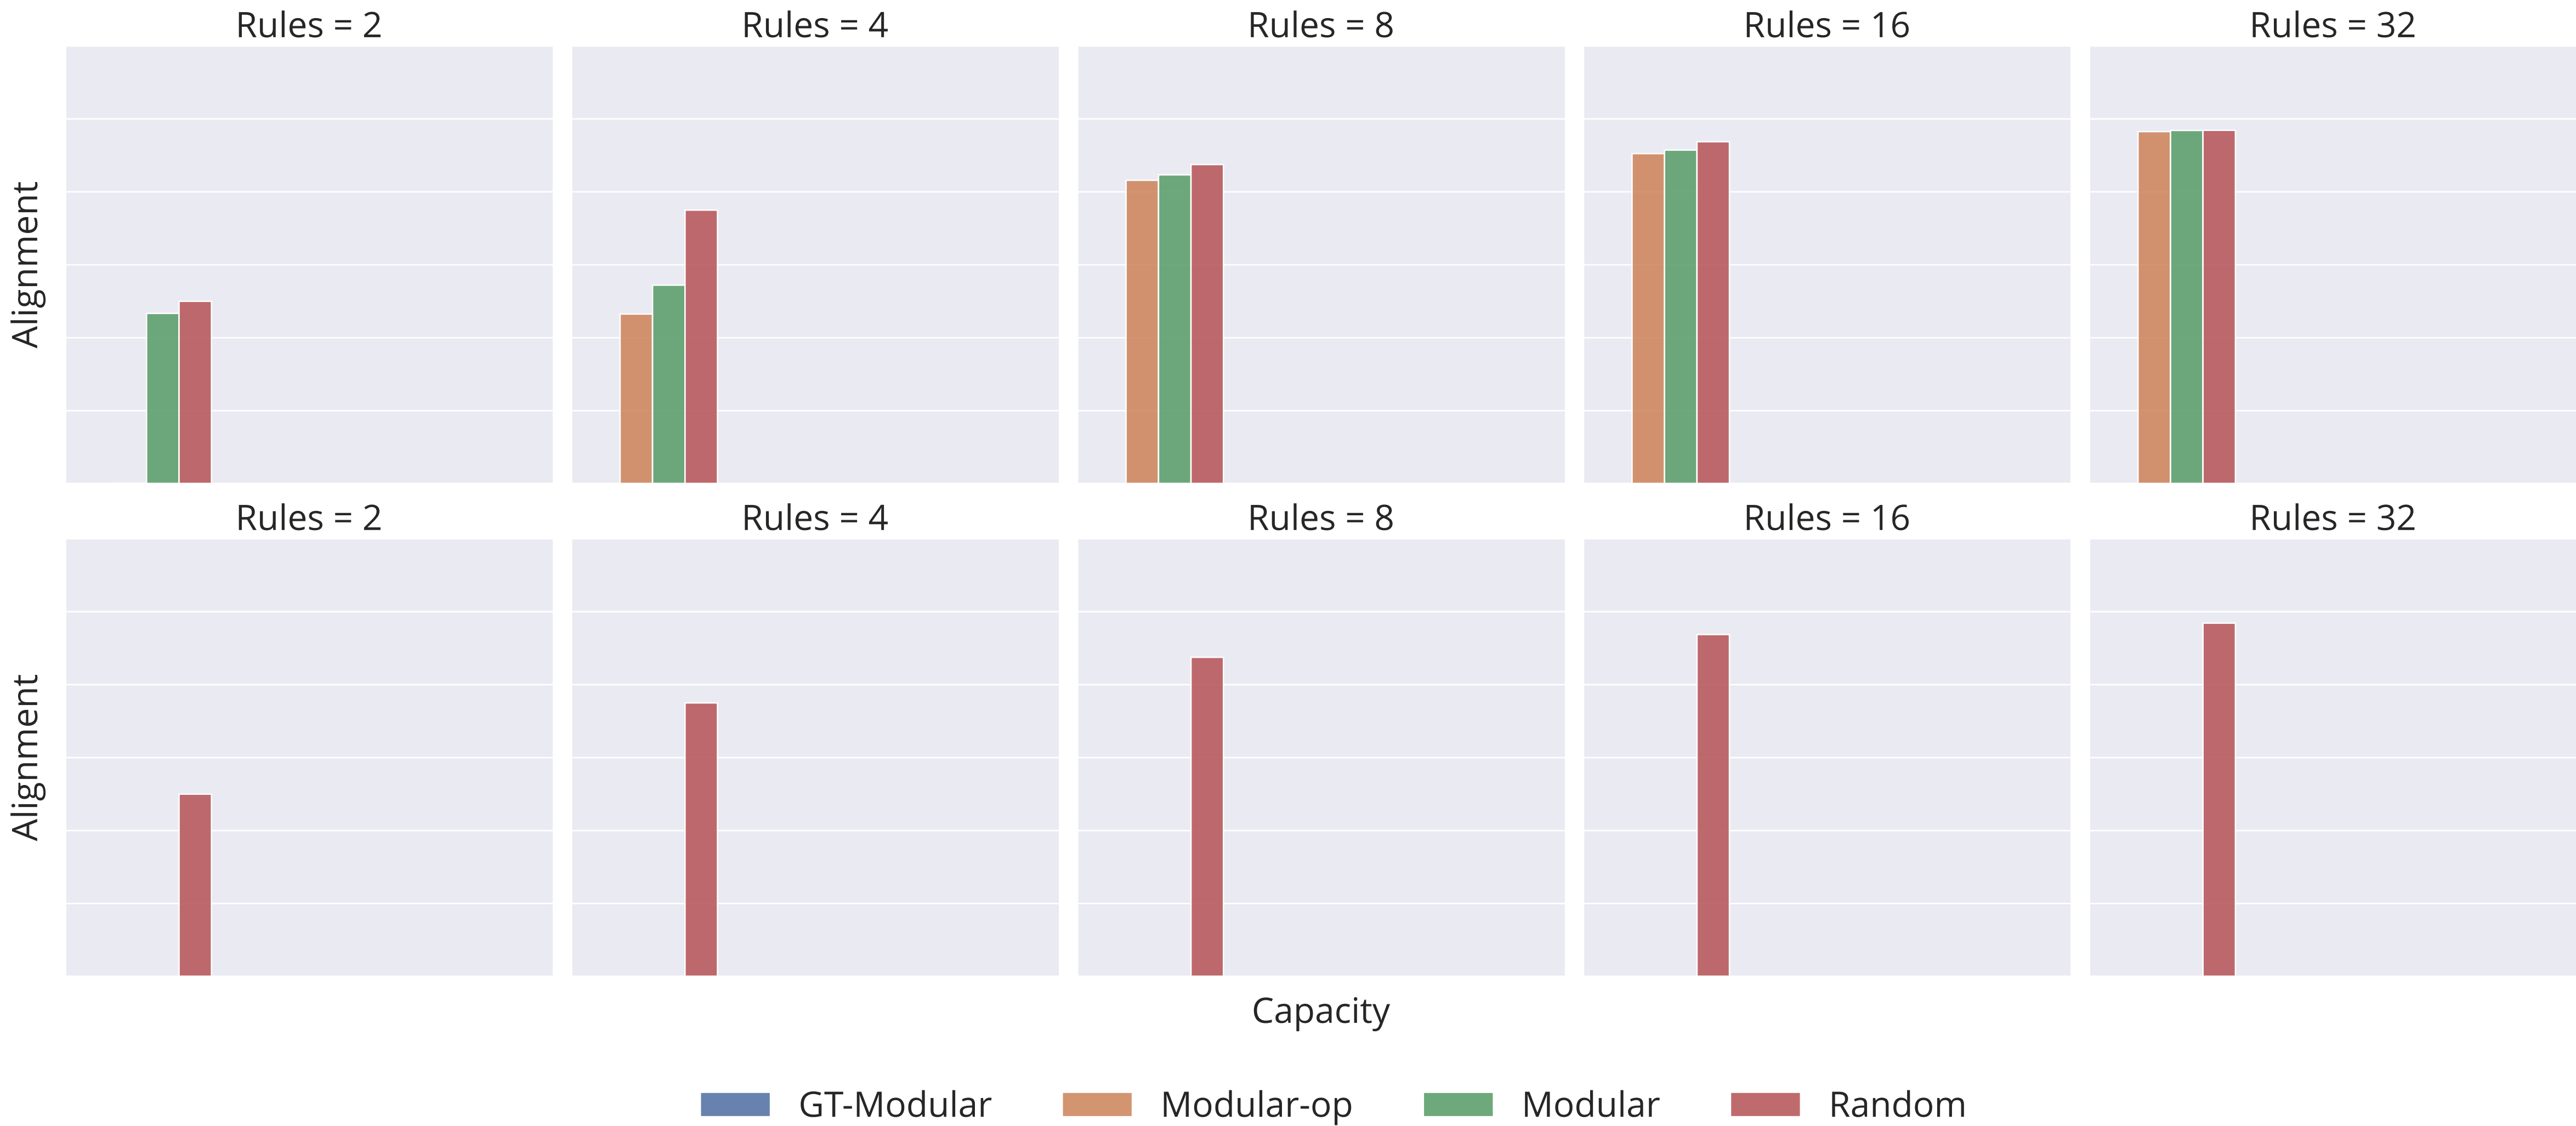 Rules = 2
Rules = 4
Rules = 8
Rules = 16
Rules = 32
Alignment
Rules = 2
Rules = 4
Rules = 8
Rules = 16
Rules = 32
Alignment
Capacity
GT-Modular
Modular-op
Modular
Random